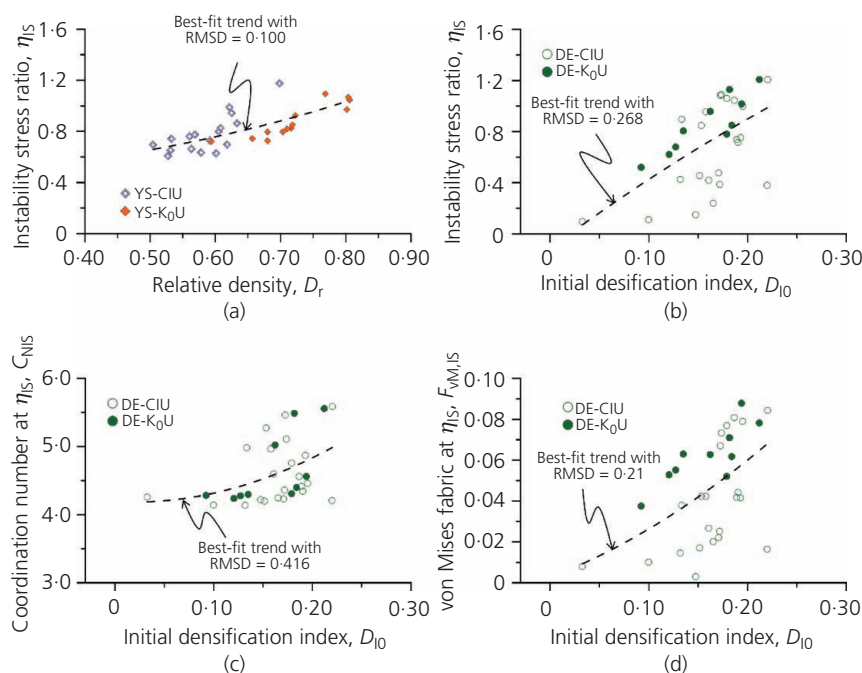 Instability stress ratio, ηIS
1·6
1·2
0·8
0·4
0
0·40
0·50
0·60
0·70
0·80
0·90
Best-fit trend with
RMSD = 0·100
YS-CIU
YS-K0U
Relative density, Dr
(a)
Instability stress ratio, ηIS
1·6
1·2
0·8
0·4
0
0
0·10
0·20
0·30
DE-CIU
DE-K0U
Best-fit trend with
RMSD = 0·268
Initial desification index, DI0
(b)
Coordination number at ηIS, CNIS
6·0
5·0
4·0
3·0
0
0·10
0·20
0·30
DE-CIU
DE-K0U
Best-fit trend with
RMSD = 0·416
Initial densification index, DI0
(c)
von Mises fabric at ηIS, FvM,IS
0·10
0·08
0·06
0·04
0·02
0
0
0·10
0·20
0·30
DE-CIU
DE-K0U
Best-fit trend with
RMSD = 0·21
Initial densification index, DI0
(d)